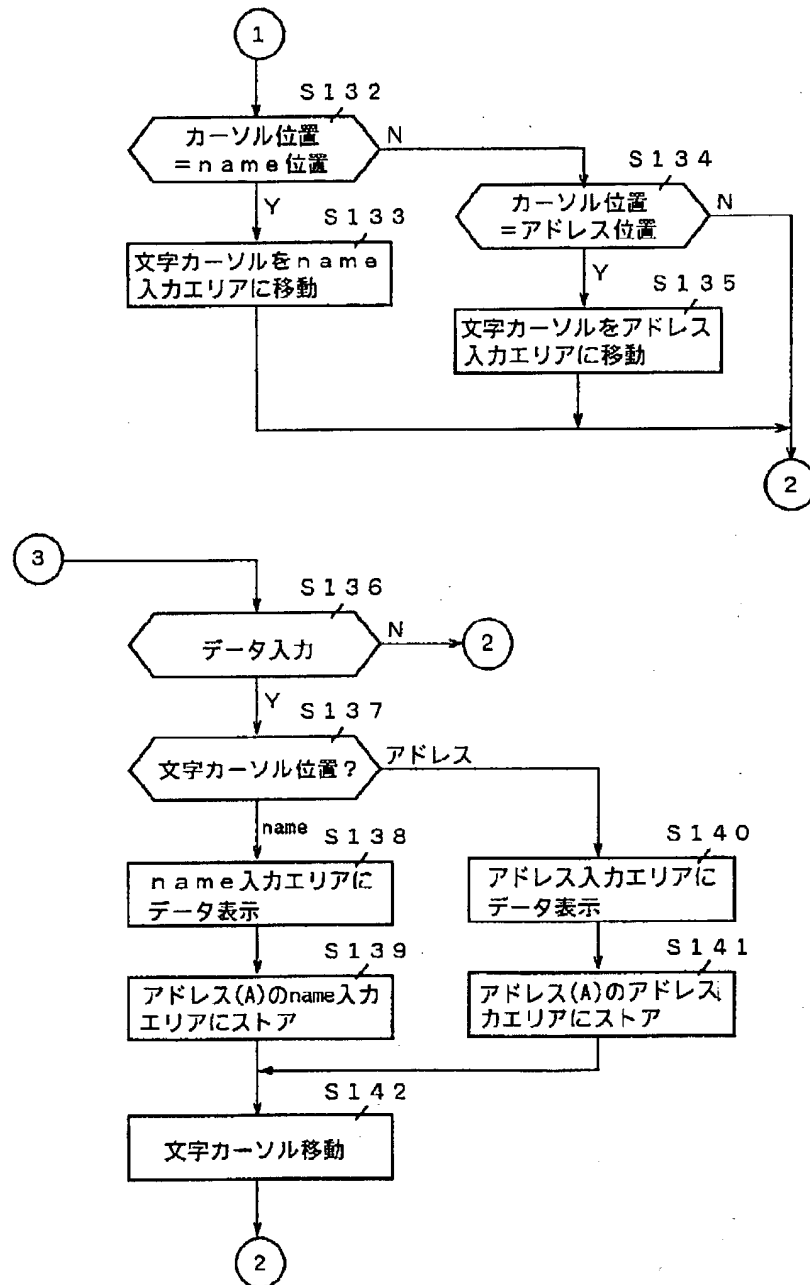 1
S132
カーソル位置
=name位置
N
Y
S134
カーソル位置
=アドレス位置
N
Y
S133
文字カーソルをname
入力エリアに移動
S135
文字カーソルをアドレス
入力エリアに移動
2
3
S136
データ入力
N
2
Y
S137
文字カーソル位置?
アドレス
name
S138
name入力エリアに
データ表示
S140
アドレス入力エリアに
データ表示
S139
アドレス(A)のname入力
エリアにストア
S141
アドレス(A)のアドレス
力エリアにストア
S142
文字カーソル移動
2